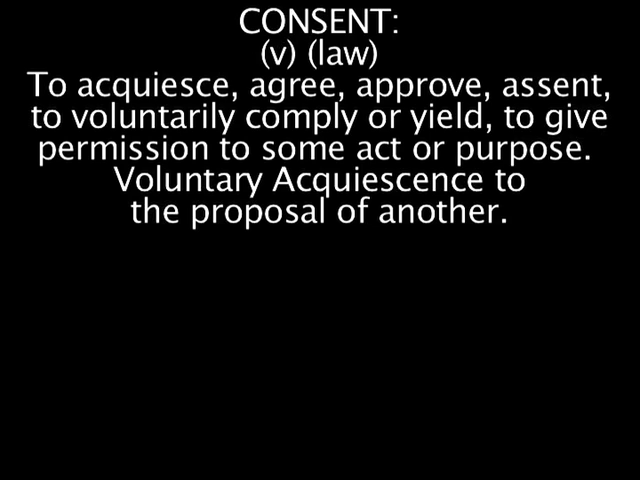 CONSENT:
(v) (law)
To acquiesce, agree, approve, assent,
to voluntarily comply or yield, to give
permission to some act or purpose.
Voluntary Acquiescence to
the proposal of another.